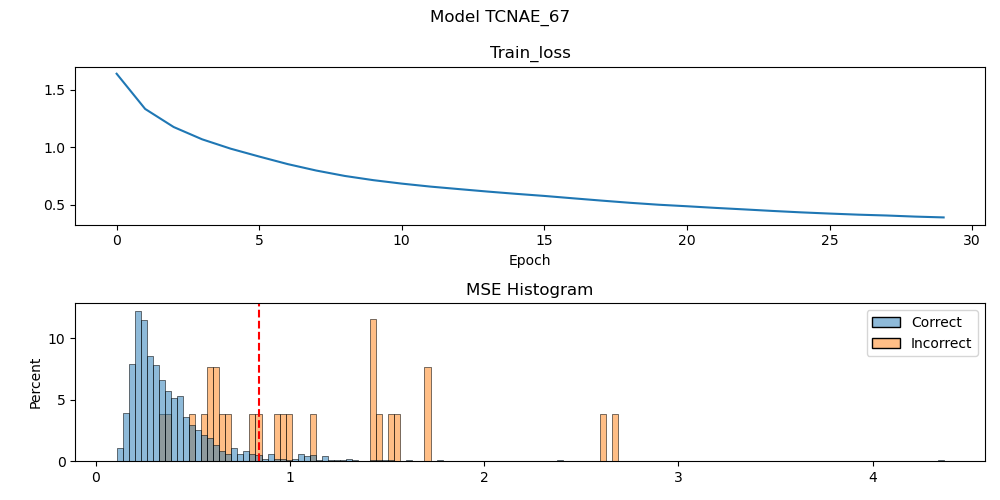 Model TCNAE_67
Train_loss
1.5
1.0
0.5
0 5 10 15 20 25 30
Epoch
MSE Histogram
Correct
Incorrect
Percent
10
5
0
0 1 2 3 4